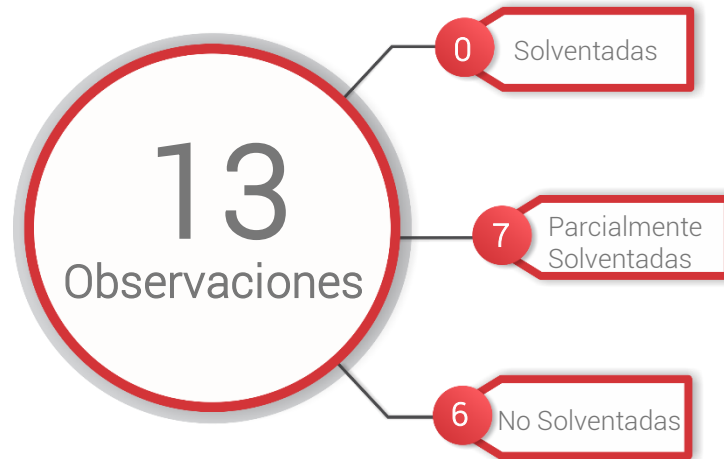 13
Observaciones
0
Solventadas
7
Parcialmente
Solventadas
6
No Solventadas